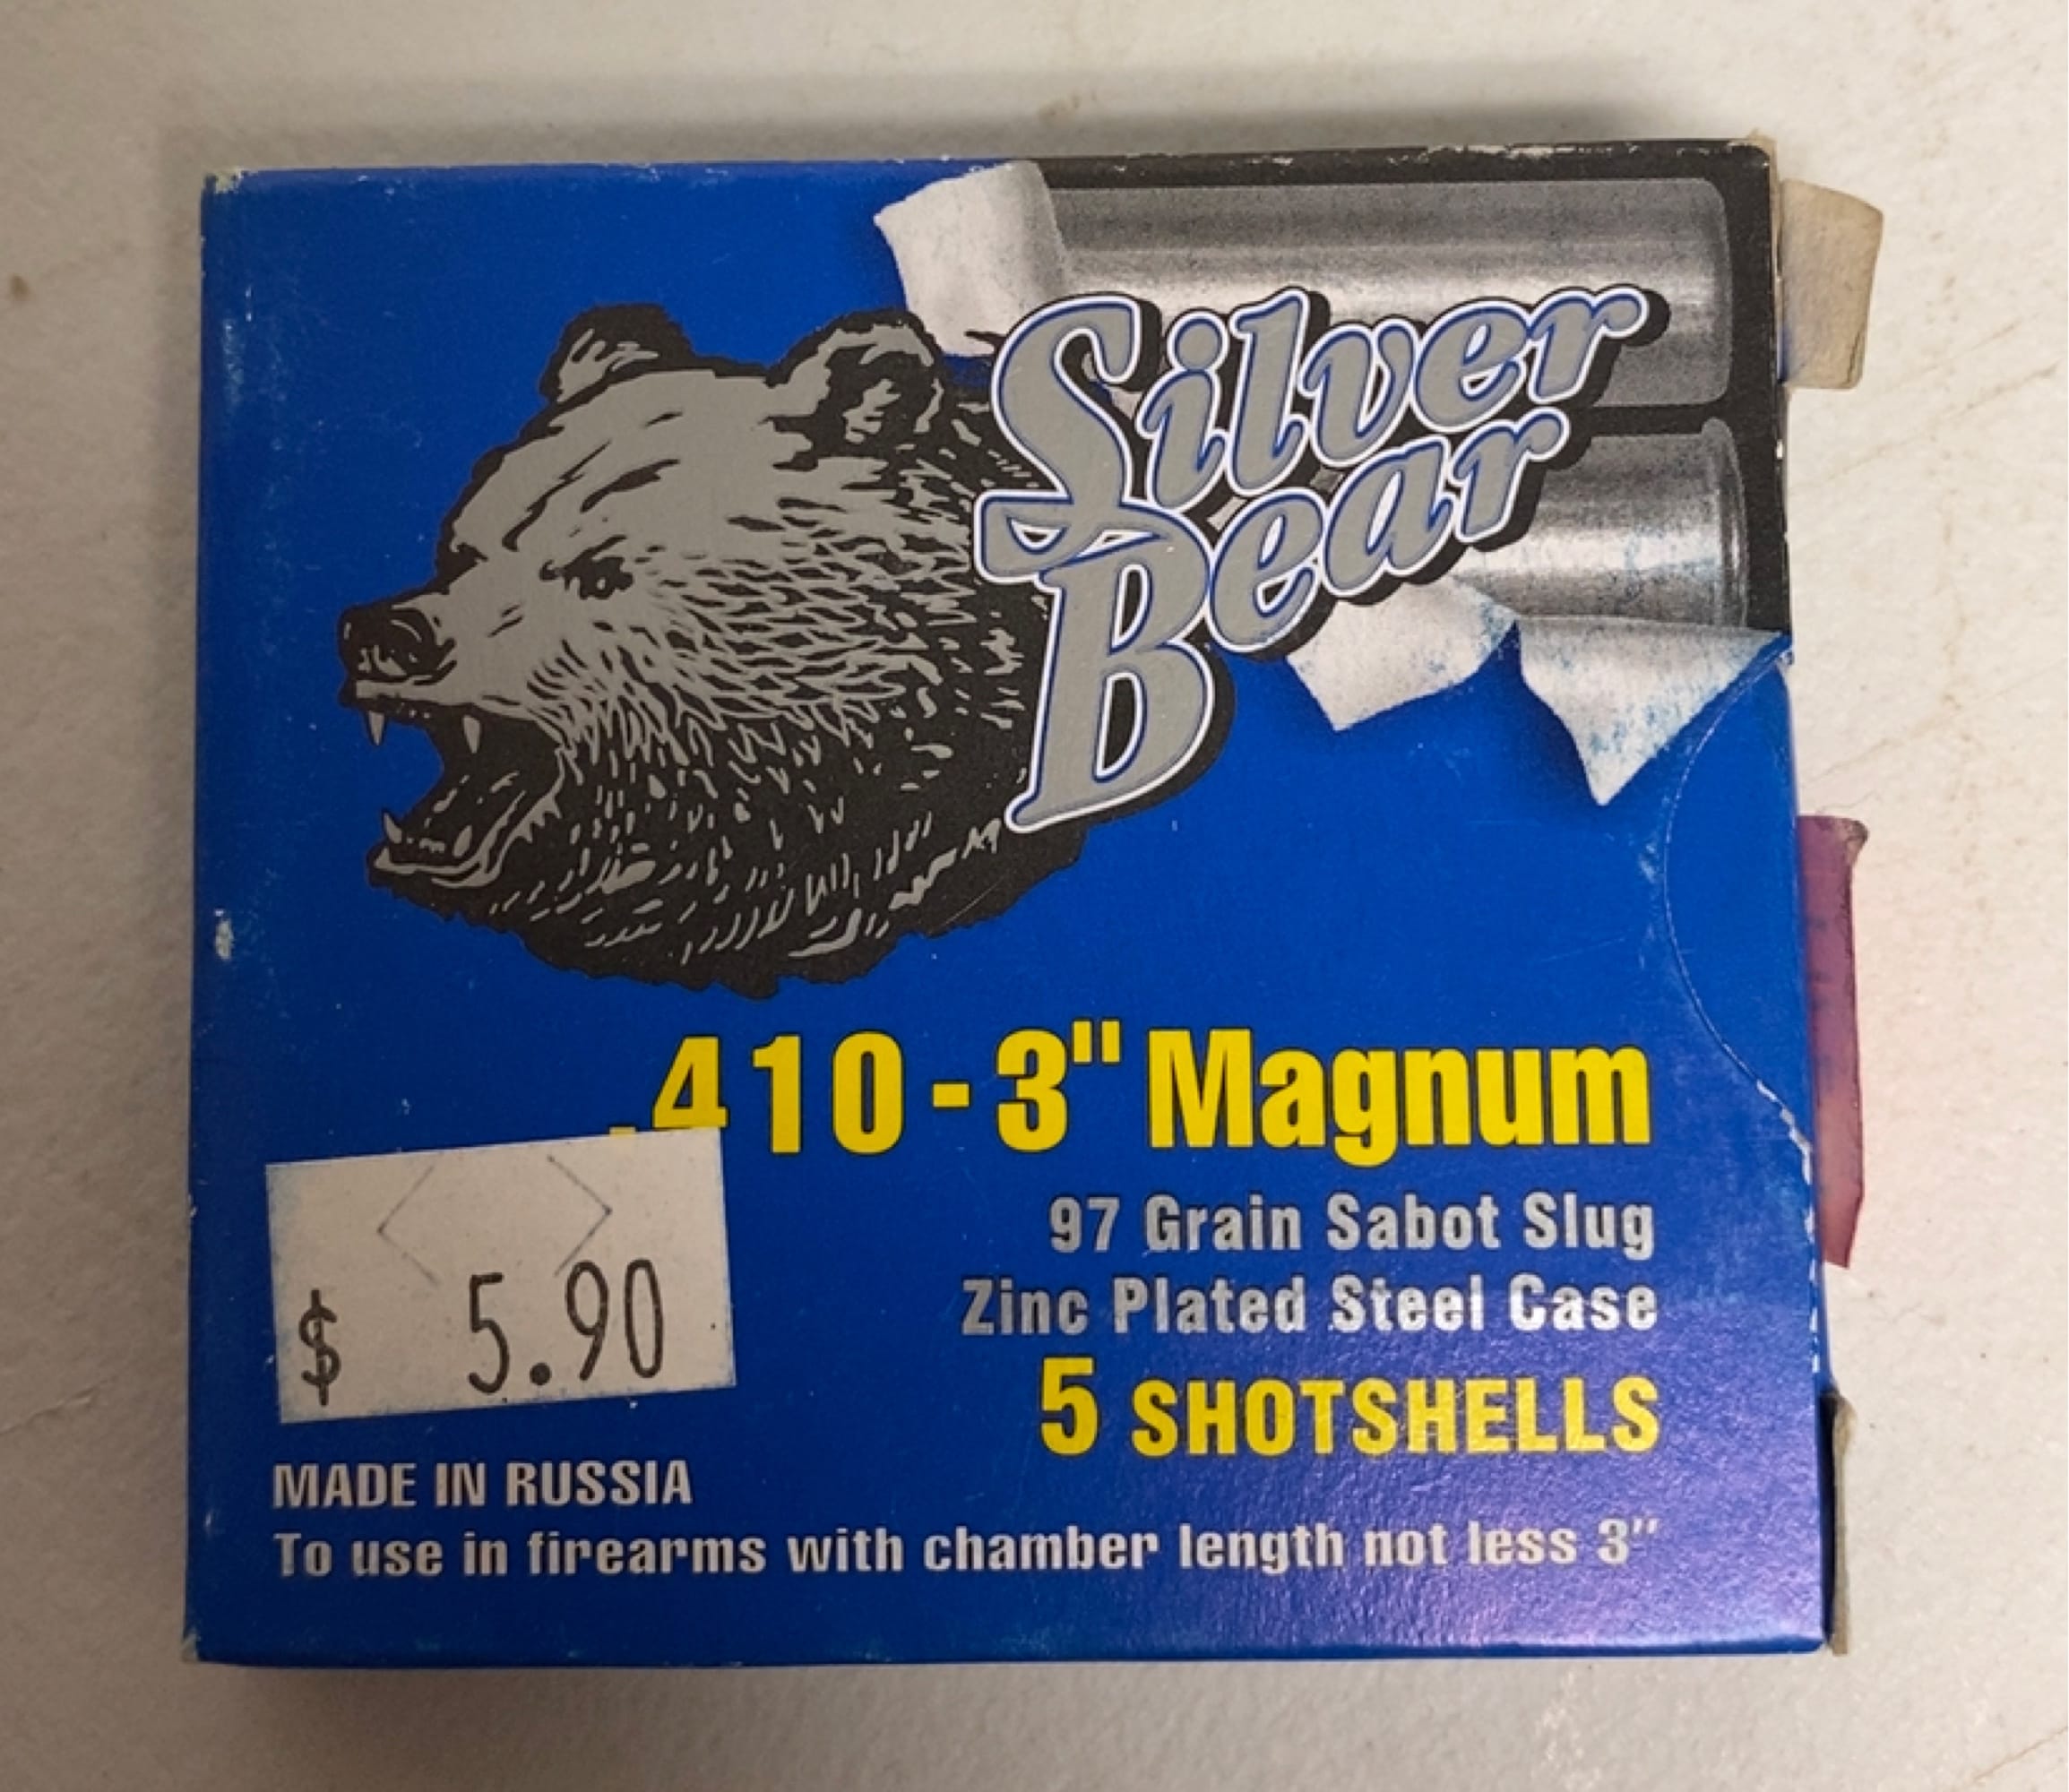 Silver
Bear
.410 - 3" Magnum
97 Grain Sabot Slug
Zinc Plated Steel Case
$ 5.90
5 SHOTSHELLS
MADE IN RUSSIA
To use in firearms with chamber length not less 3"